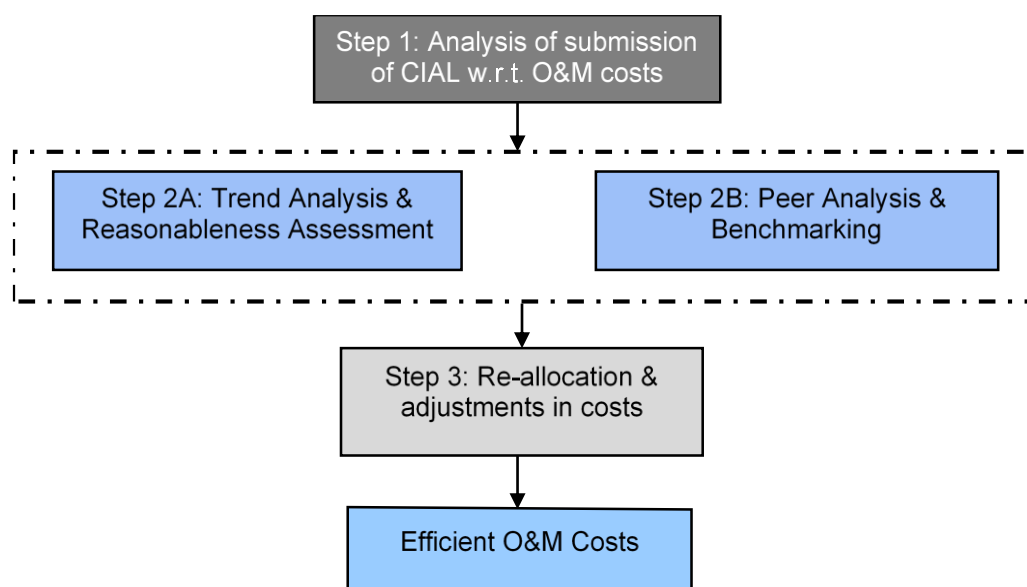 Step 1: Analysis of submission
of CIAL w.r.t. O&M costs
Step 2A: Trend Analysis &
Reasonableness Assessment
Step 2B: Peer Analysis &
Benchmarking
Step 3: Re-allocation &
adjustments in costs
Efficient O&M Costs